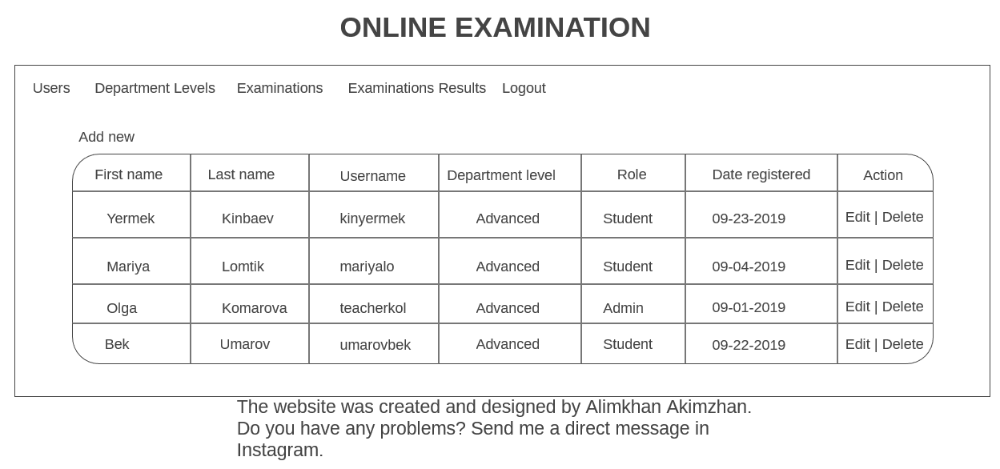 ONLINE EXAMINATION
Users Department Levels Examinations Examinations Results Logout
Add new
First name Last name Username Department level Role Date registered Action
Yermek Kinbaev kinyermek Advanced Student 09-23-2019 Edit | Delete
Mariya Lomtik mariyalo Advanced Student 09-04-2019 Edit | Delete
Olga Komarova teacherkol Advanced Admin 09-01-2019 Edit | Delete
Bek Umarov umarovbek Advanced Student 09-22-2019 Edit | Delete
The website was created and designed by Alimkhan Akimzhan.
Do you have any problems? Send me a direct message in
Instagram.